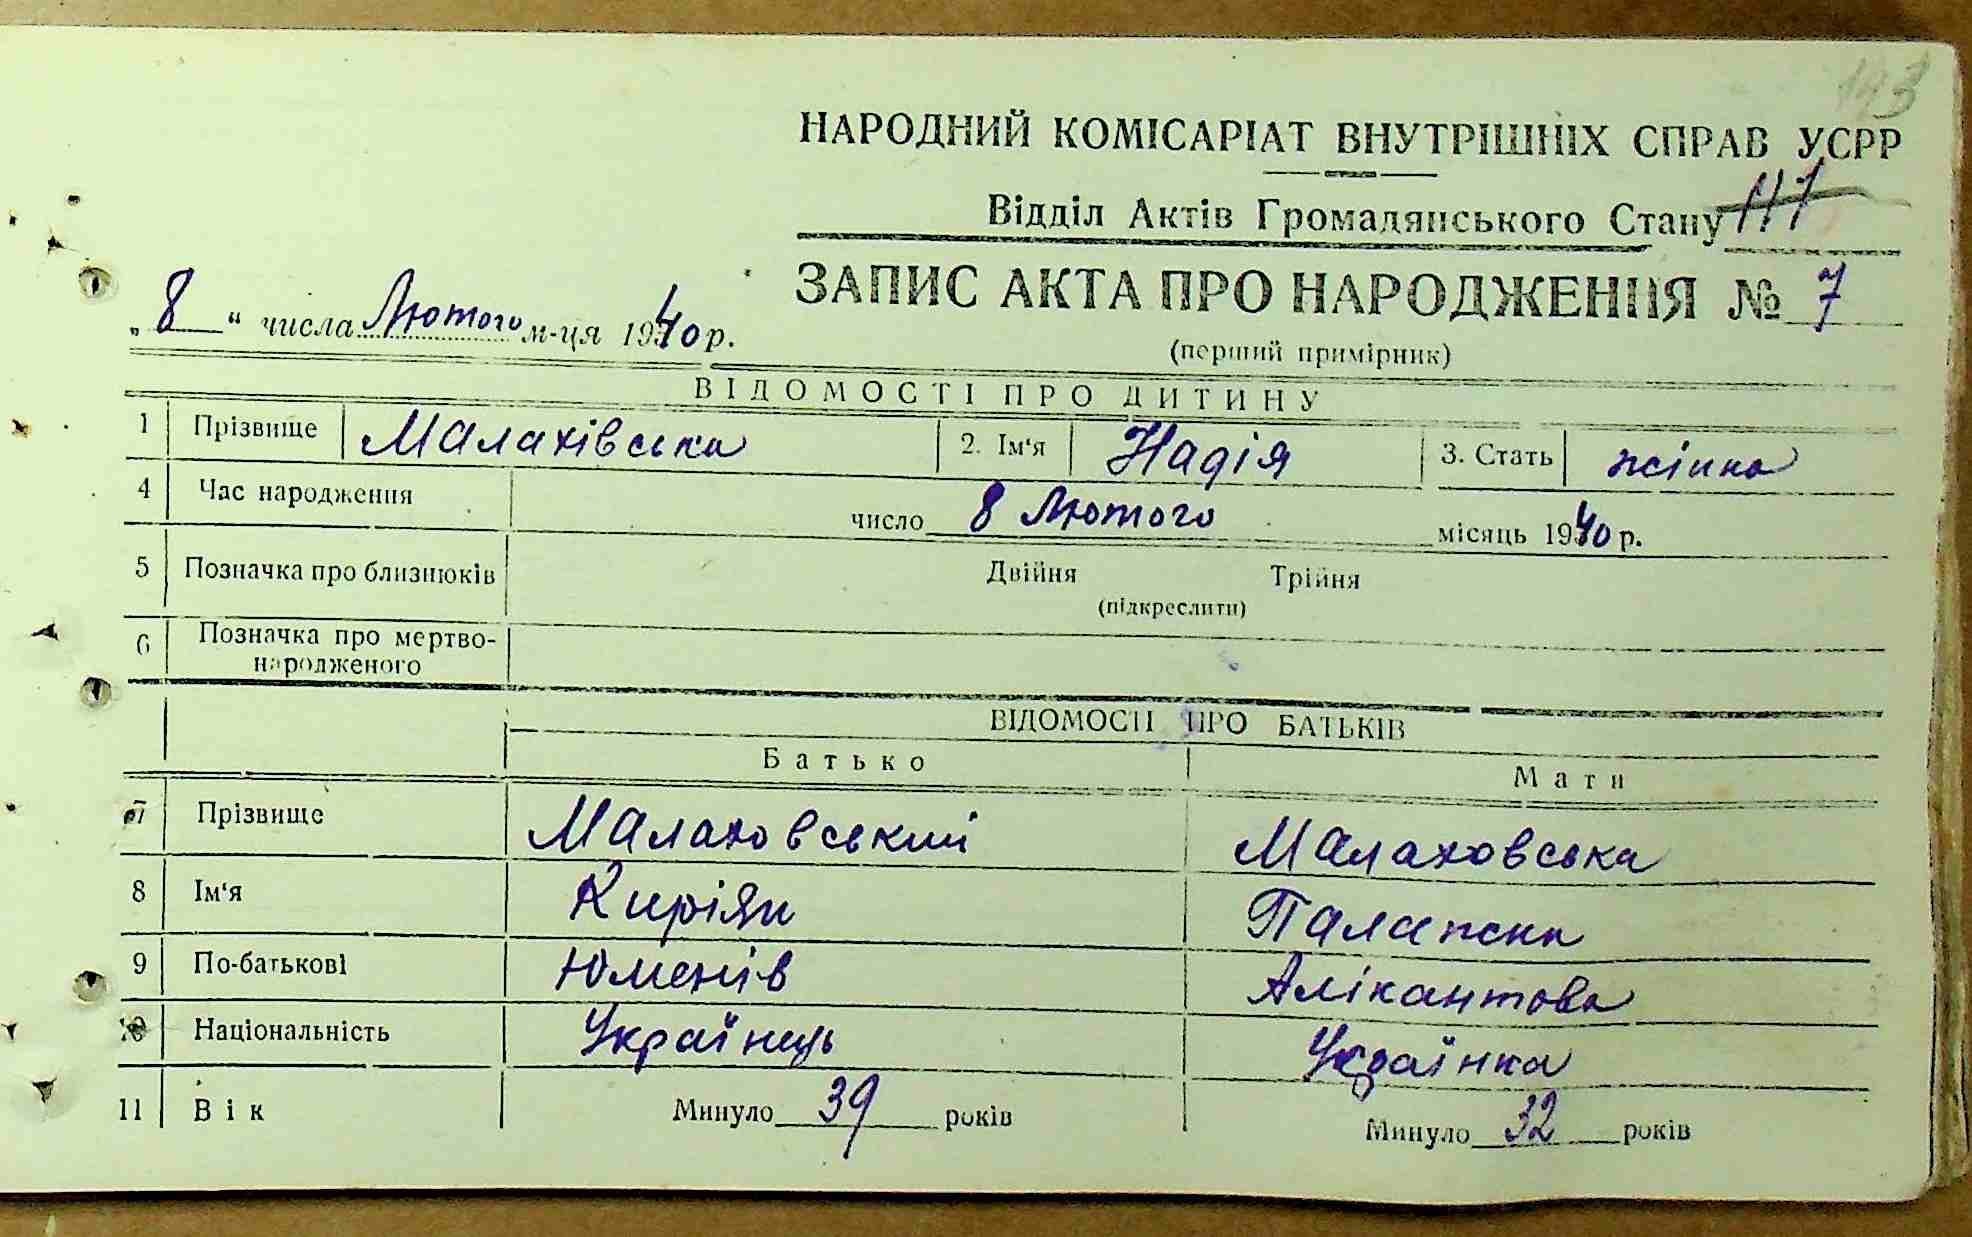 193
НАРОДНИЙ КОМІСАРІАТ ВНУТРІШНІХ СПРАВ УСРР
Відділ Актів Громадянського Стану
ЗАПИС АКТА ПРО НАРОДЖЕННЯ № 7
„ 8 “ числа Лютого м-ця 1940 р.
(перший примірник)
ВІДОМОСТІ ПРО ДИТИНУ
1 Прізвище Малахівська 2. Ім‘я Надія 3. Стать жінка
4 Час народження число 8 Лютого місяць 1940 р.
5 Позначка про близнюків Двійня Трійня
(підкреслити)
6 Позначка про мертво-
народженого
ВІДОМОСТІ ПРО БАТЬКІВ
Батько Мати
7 Прізвище Малаховський Малаховська
8 Ім‘я Киріян Палажка
9 По-батькові Юменів Алікантова
10 Національність Українець Українка
11 Вік Минуло 39 років Минуло 32 років